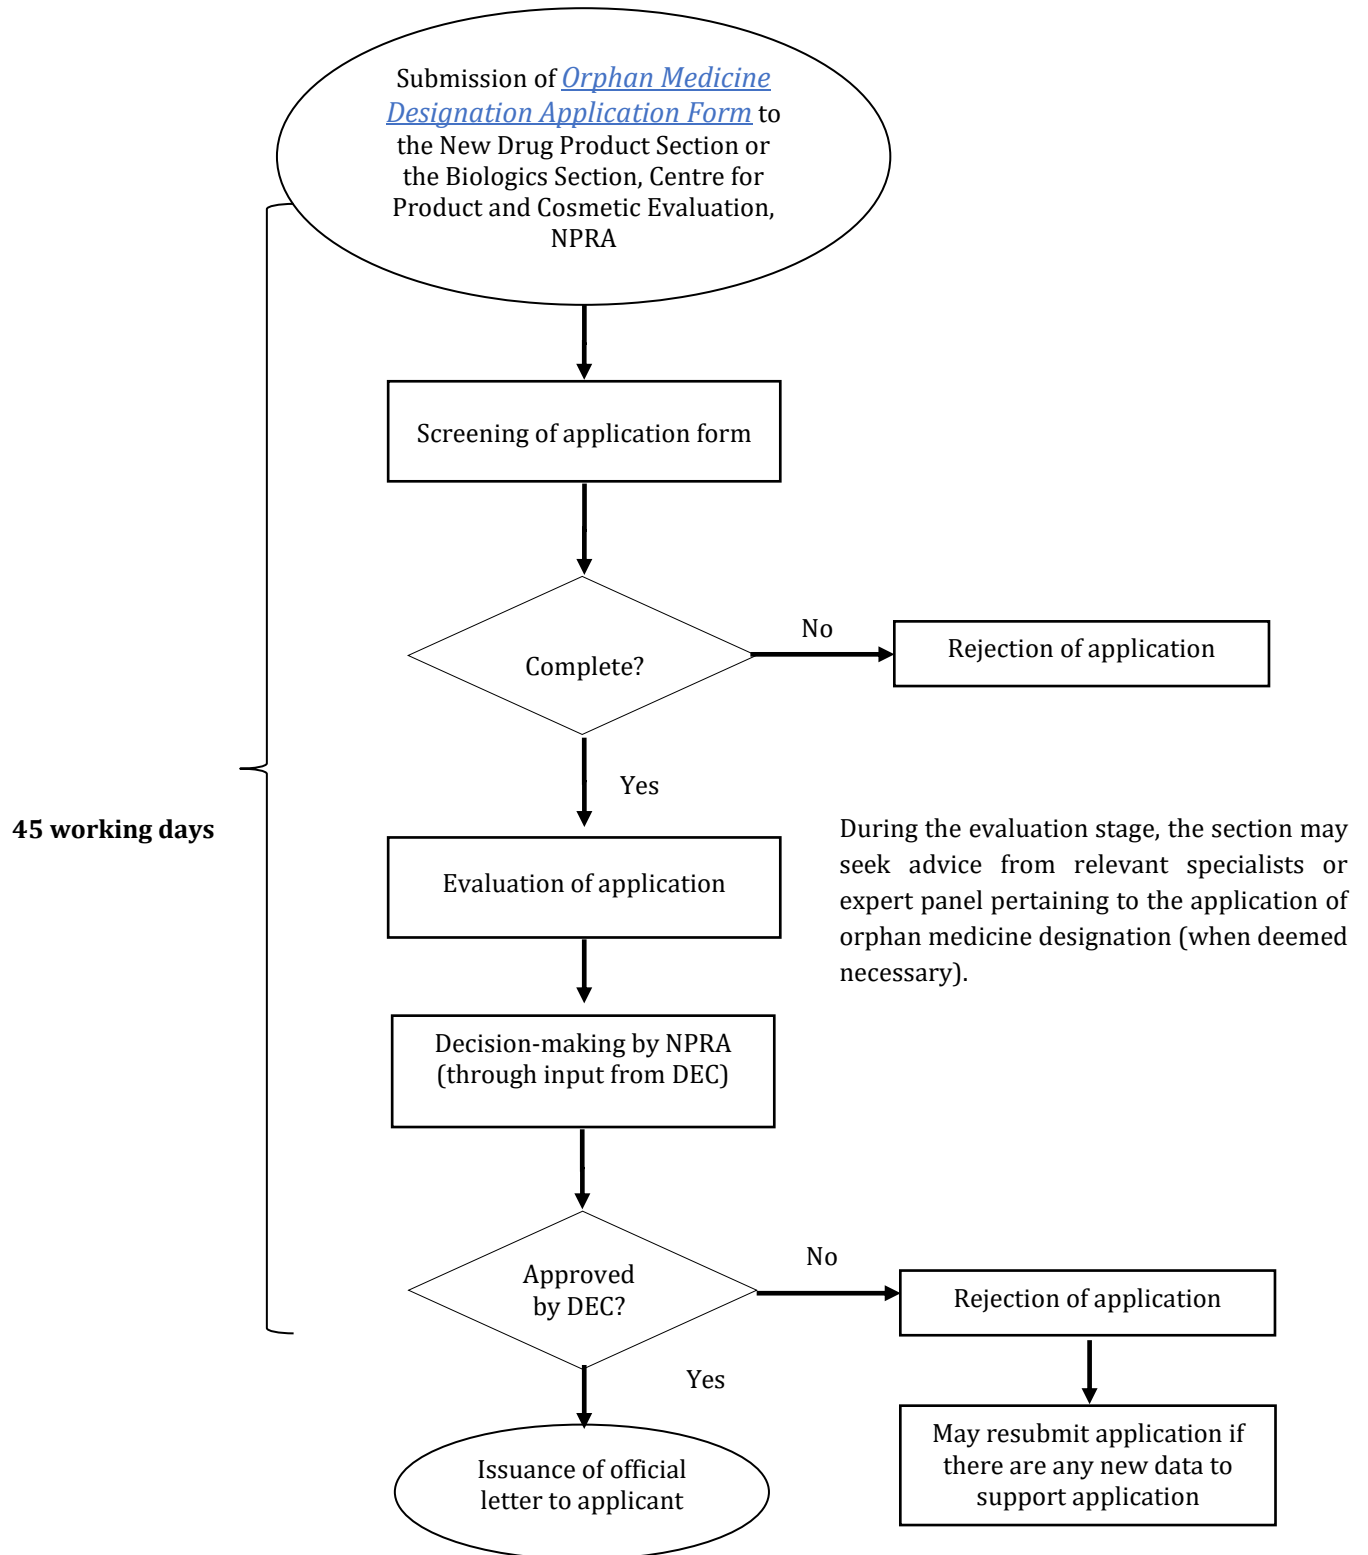 Submission of Orphan Medicine
Designation Application Form to
the New Drug Product Section or
the Biologics Section, Centre for
Product and Cosmetic Evaluation,
NPRA
Screening of application form
Complete?
No
Rejection of application
Yes
45 working days
Evaluation of application
During the evaluation stage, the section may
seek advice from relevant specialists or
expert panel pertaining to the application of
orphan medicine designation (when deemed
necessary).
Decision-making by NPRA
(through input from DEC)
Approved
by DEC?
No
Rejection of application
Yes
May resubmit application if
there are any new data to
support application
Issuance of official
letter to applicant